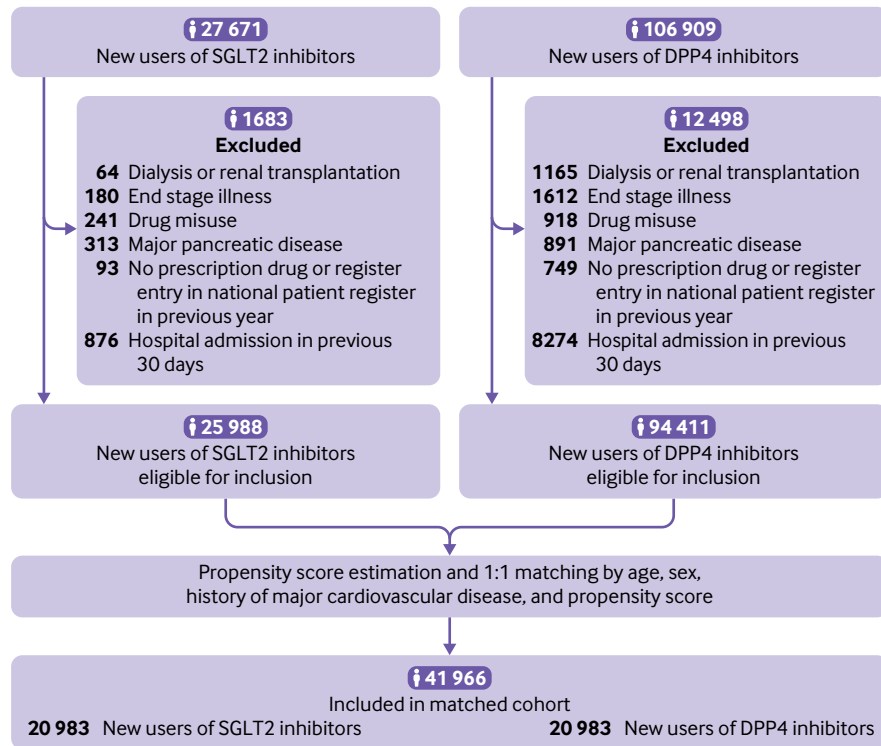 27 671
New users of SGLT2 inhibitors
1683
Excluded
64 Dialysis or renal transplantation
180 End stage illness
241 Drug misuse
313 Major pancreatic disease
93 No prescription drug or register
entry in national patient register
in previous year
876 Hospital admission in previous
30 days
25 988
New users of SGLT2 inhibitors
eligible for inclusion
106 909
New users of DPP4 inhibitors
12 498
Excluded
1165 Dialysis or renal transplantation
1612 End stage illness
918 Drug misuse
891 Major pancreatic disease
749 No prescription drug or register
entry in national patient register
in previous year
8274 Hospital admission in previous
30 days
94 411
New users of DPP4 inhibitors
eligible for inclusion
Propensity score estimation and 1:1 matching by age, sex,
history of major cardiovascular disease, and propensity score
41 966
Included in matched cohort
20 983 New users of SGLT2 inhibitors
20 983 New users of DPP4 inhibitors